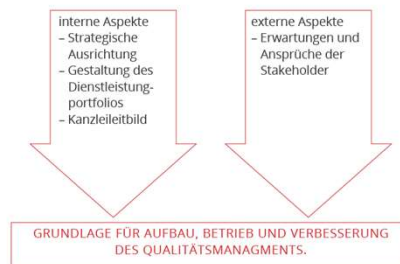 interne Aspekte
– Strategische
Ausrichtung
– Gestaltung des
Dienstleistung-
portfolios
– Kanzleileitbild
externe Aspekte
– Erwartungen und
Ansprüche der
Stakeholder
GRUNDLAGE FÜR AUFBAU, BETRIEB UND VERBESSERUNG
DES QUALITÄTSMANAGMENTS.